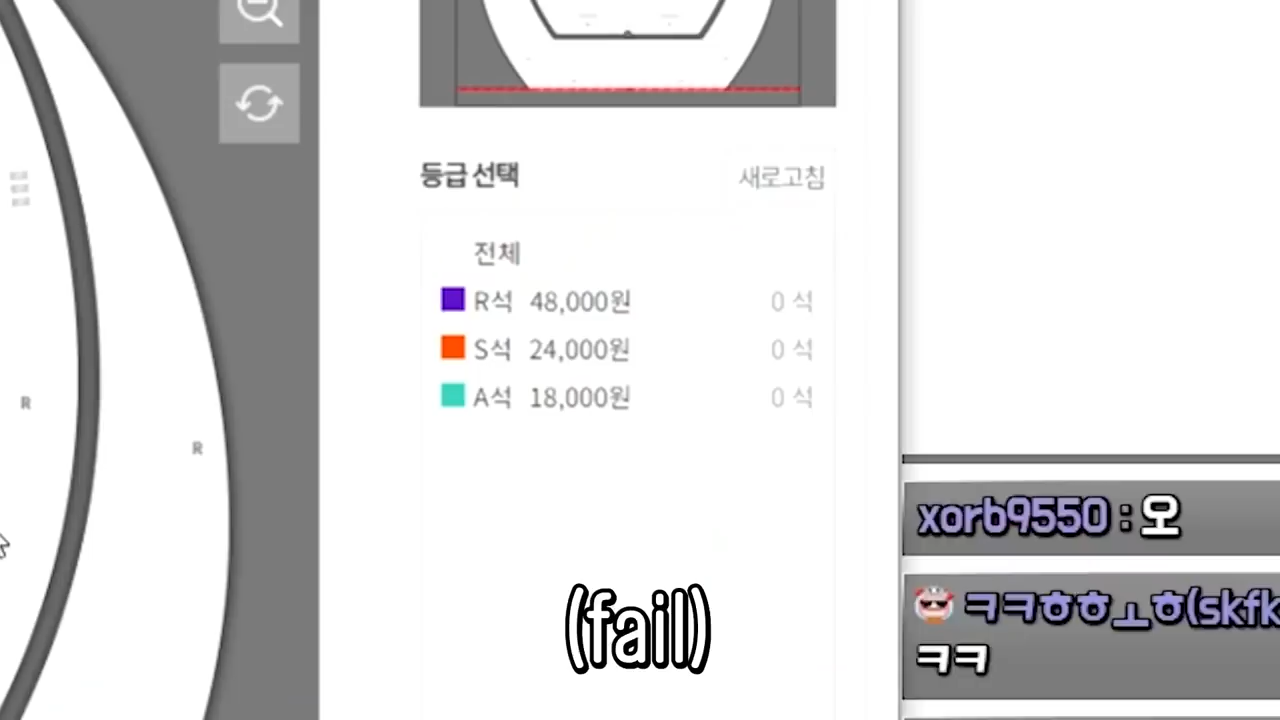 등급 선택
새로고침
전체
R석 48,000원 0 석
S석 24,000원 0 석
A석 18,000원 0 석
R
R
(fail)
xorb9550 : 오
ㅋㅋㅎㅎㅗㅎ(skfk
ㅋㅋ